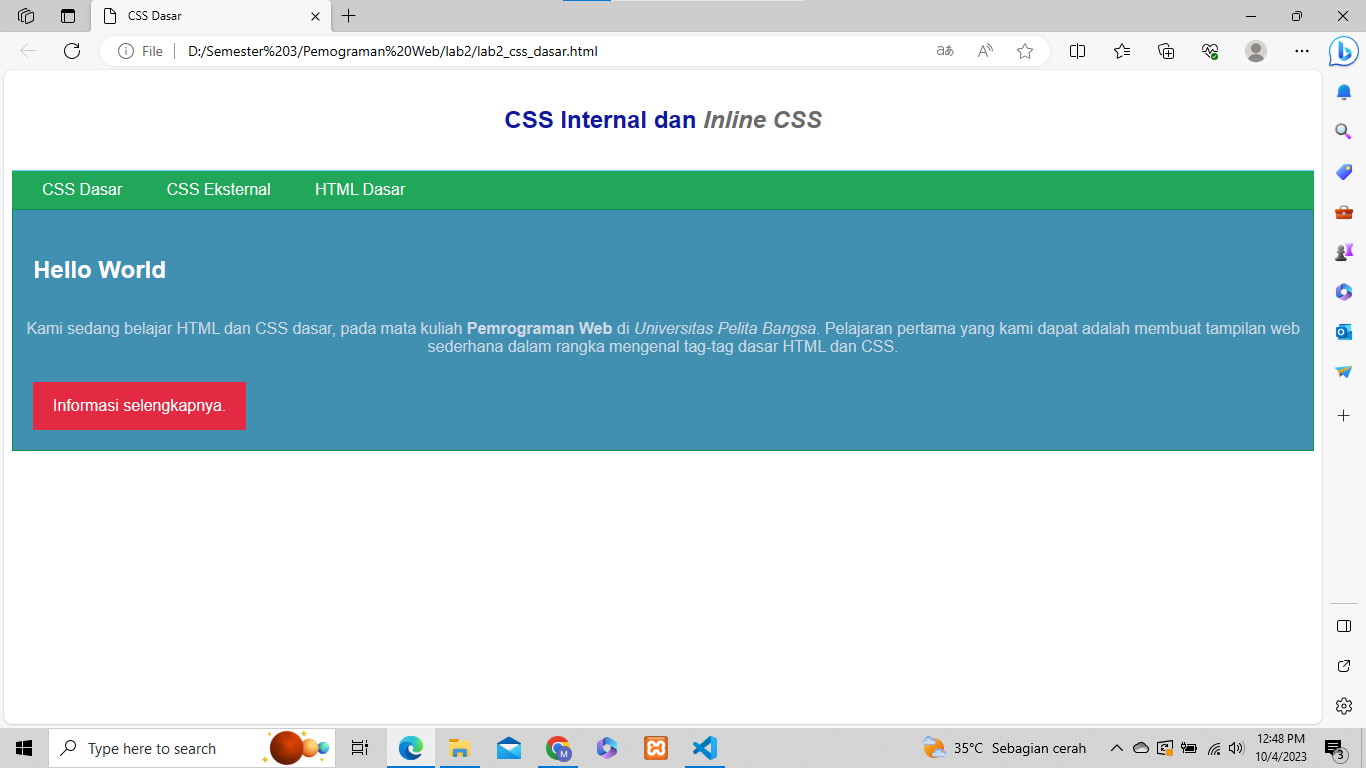 CSS Dasar
File
D:/Semester%203/Pemograman%20Web/lab2/lab2_css_dasar.html
CSS Internal dan Inline CSS
CSS Dasar CSS Eksternal HTML Dasar
Hello World
Kami sedang belajar HTML dan CSS dasar, pada mata kuliah Pemrograman Web di Universitas Pelita Bangsa. Pelajaran pertama yang kami dapat adalah membuat tampilan web
sederhana dalam rangka mengenal tag-tag dasar HTML dan CSS.
Informasi selengkapnya.
Type here to search
35°C Sebagian cerah
12:48 PM
10/4/2023
3